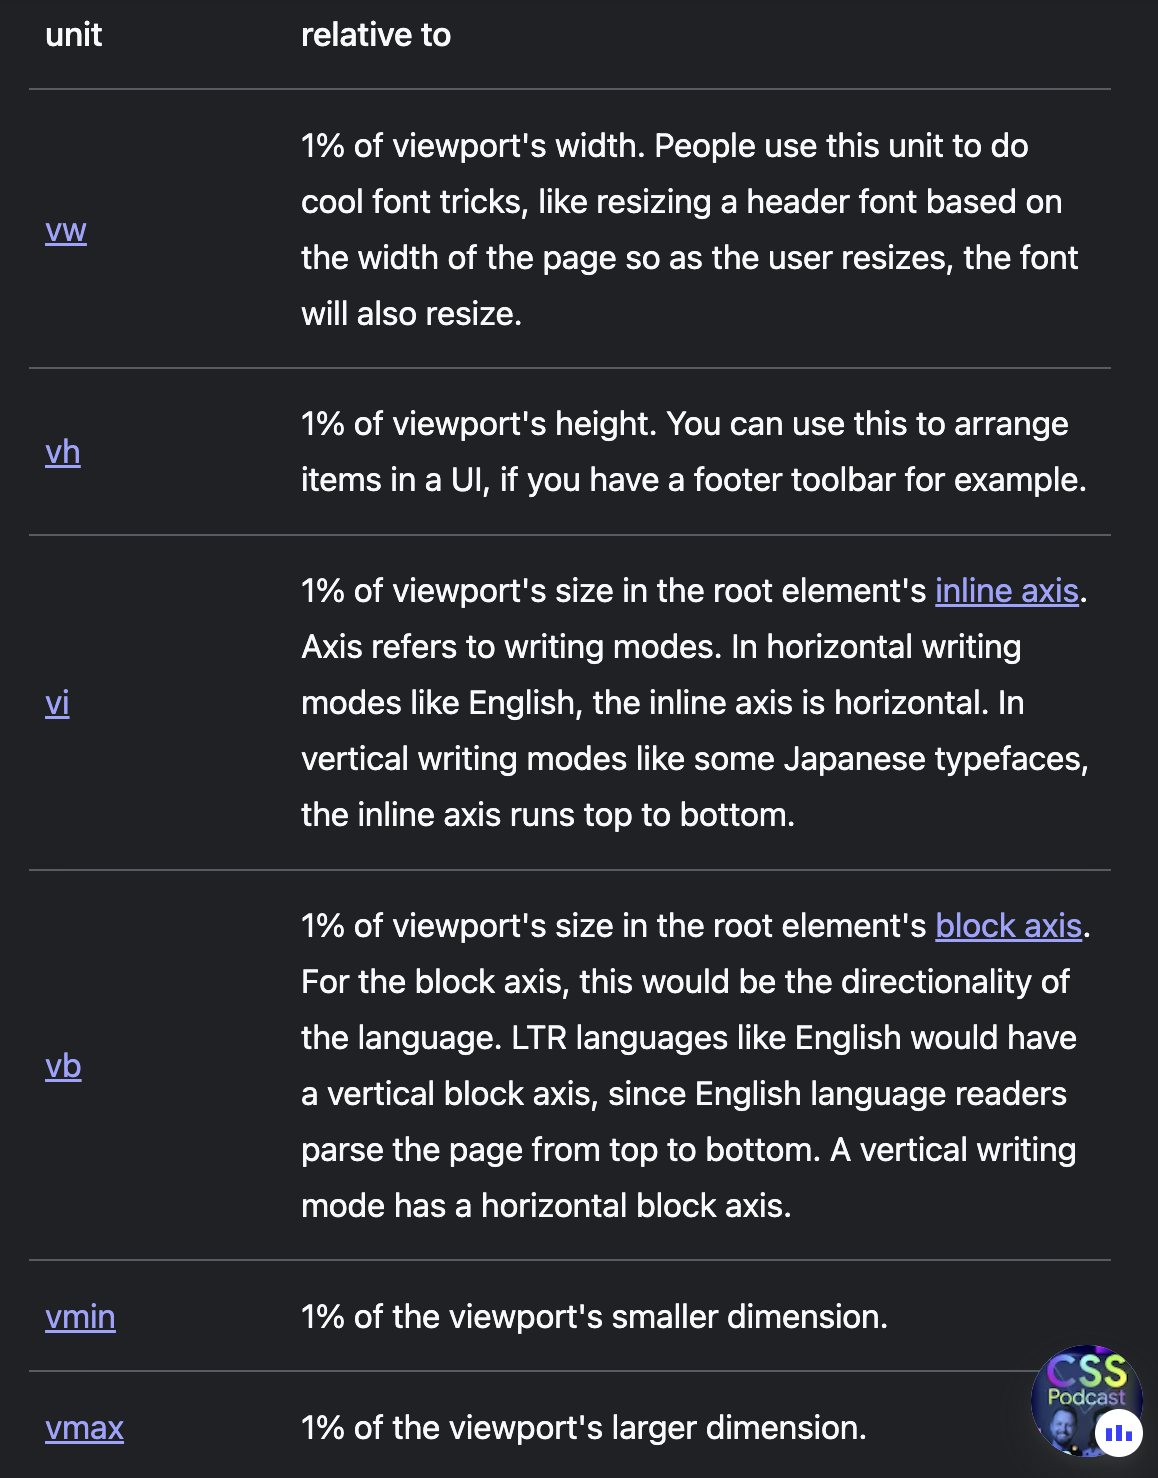 unit relative to
1% of viewport's width. People use this unit to do
cool font tricks, like resizing a header font based on
vw
the width of the page so as the user resizes, the font
will also resize.
1% of viewport's height. You can use this to arrange
vh
items in a UI, if you have a footer toolbar for example.
1% of viewport's size in the root element's inline axis.
Axis refers to writing modes. In horizontal writing
vi
modes like English, the inline axis is horizontal. In
vertical writing modes like some Japanese typefaces,
the inline axis runs top to bottom.
1% of viewport's size in the root element's block axis.
For the block axis, this would be the directionality of
the language. LTR languages like English would have
vb
a vertical block axis, since English language readers
parse the page from top to bottom. A vertical writing
mode has a horizontal block axis.
vmin 1% of the viewport's smaller dimension.
vmax 1% of the viewport's larger dimension.
CSS
Podcast